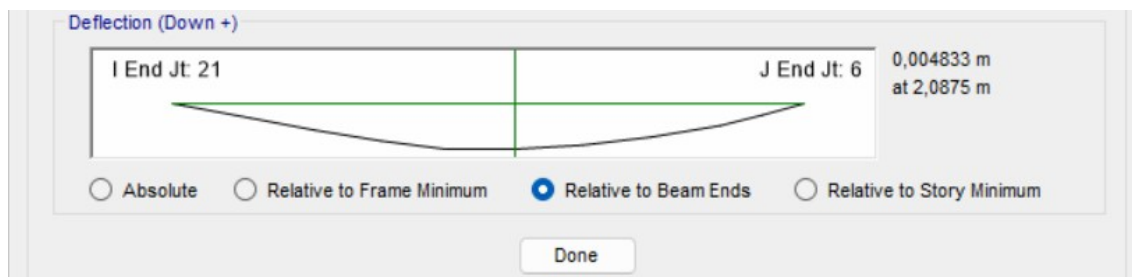 Deflection (Down +)
I End Jt: 21
J End Jt: 6
0,004833 m
at 2,0875 m
Absolute Relative to Frame Minimum Relative to Beam Ends Relative to Story Minimum
Done